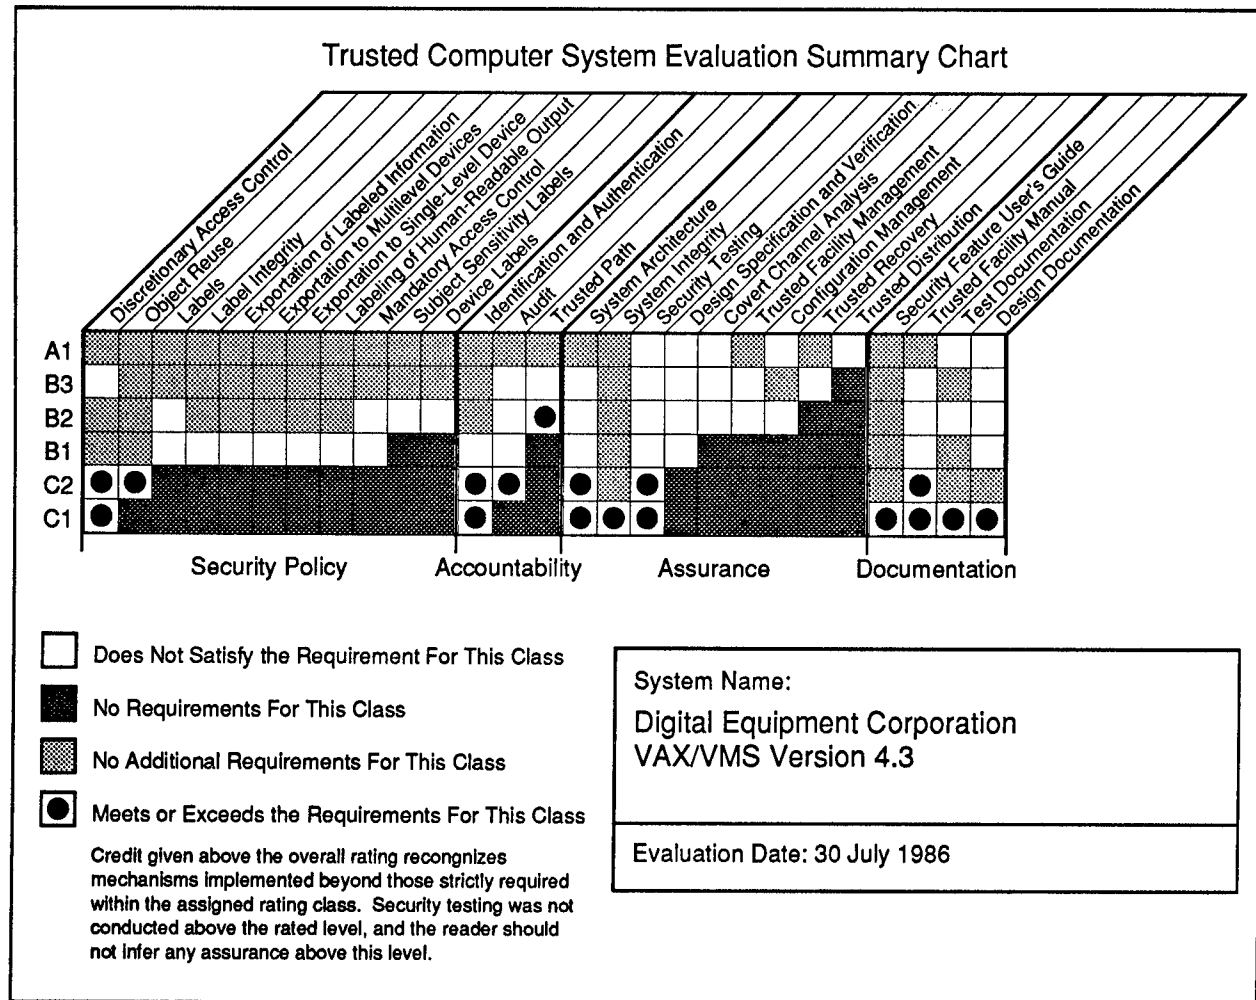 Trusted Computer System Evaluation Summary Chart
Discretionary Access Control
Object Reuse
Labels
Label Integrity
Exportation of Labeled Information
Exportation to Multilevel Devices
Exportation to Single-Level Device
Labeling of Human-Readable Output
Mandatory Access Control
Subject Sensitivity Labels
Device Labels
Identification and Authentication
Audit
Trusted Path
System Architecture
System Integrity
Security Testing
Design Specification and Verification
Covert Channel Analysis
Trusted Facility Management
Configuration Management
Trusted Recovery
Trusted Distribution
Security Feature User's Guide
Trusted Facility Manual
Test Documentation
Design Documentation
A1
B3
B2
B1
C2
C1
Security Policy
Accountability
Assurance
Documentation
Does Not Satisfy the Requirement For This Class
No Requirements For This Class
No Additional Requirements For This Class
Meets or Exceeds the Requirements For This Class
Credit given above the overall rating recongnizes
mechanisms implemented beyond those strictly required
within the assigned rating class. Security testing was not
conducted above the rated level, and the reader should
not infer any assurance above this level.
System Name:
Digital Equipment Corporation
VAX/VMS Version 4.3
Evaluation Date: 30 July 1986